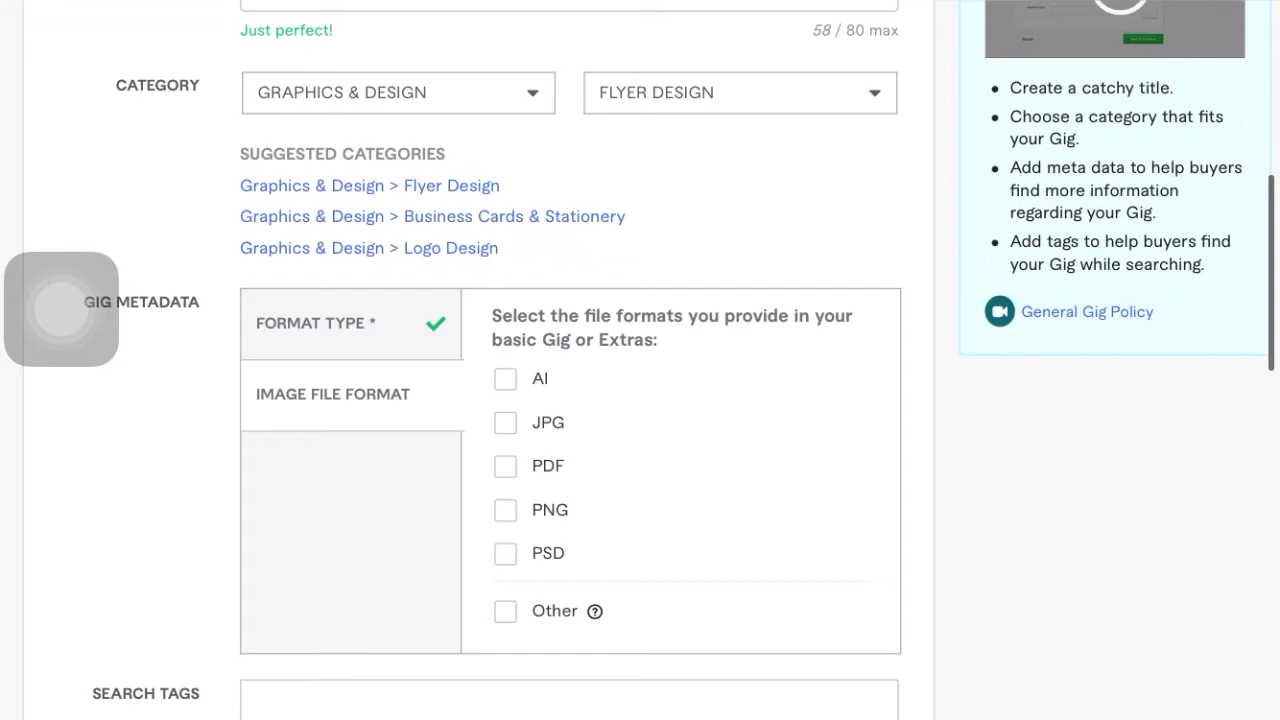 Just perfect!
58 / 80 max
CATEGORY
GRAPHICS & DESIGN
FLYER DESIGN
SUGGESTED CATEGORIES
Graphics & Design > Flyer Design
Graphics & Design > Business Cards & Stationery
Graphics & Design > Logo Design
GIG METADATA
FORMAT TYPE *
IMAGE FILE FORMAT
Select the file formats you provide in your
basic Gig or Extras:
AI
JPG
PDF
PNG
PSD
Other
SEARCH TAGS
Create a catchy title.
Choose a category that fits
your Gig.
Add meta data to help buyers
find more information
regarding your Gig.
Add tags to help buyers find
your Gig while searching.
General Gig Policy